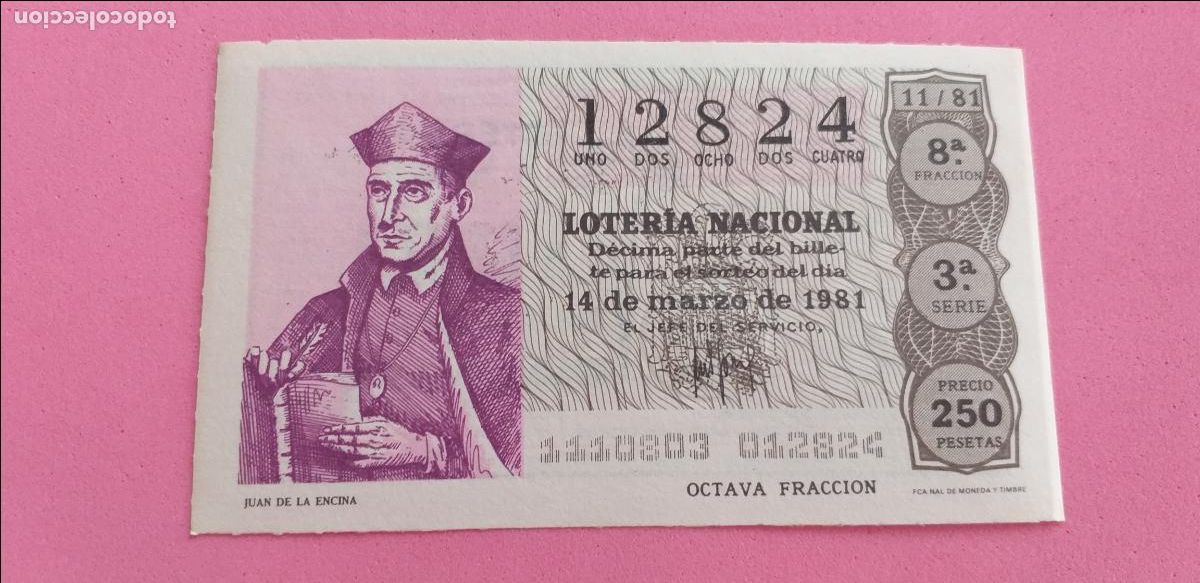 todocoleccion
12824
UNO DOS OCHO DOS CUATRO
LOTERÍA NACIONAL
Décima parte del bille-
te para el sorteo del día
14 de marzo de 1981
EL JEFE DEL SERVICIO,
11/81
8ª.
FRACCION
3ª.
SERIE
PRECIO
250
PESETAS
1110803 012824
OCTAVA FRACCION
FCA NAL DE MONEDA Y TIMBRE
JUAN DE LA ENCINA